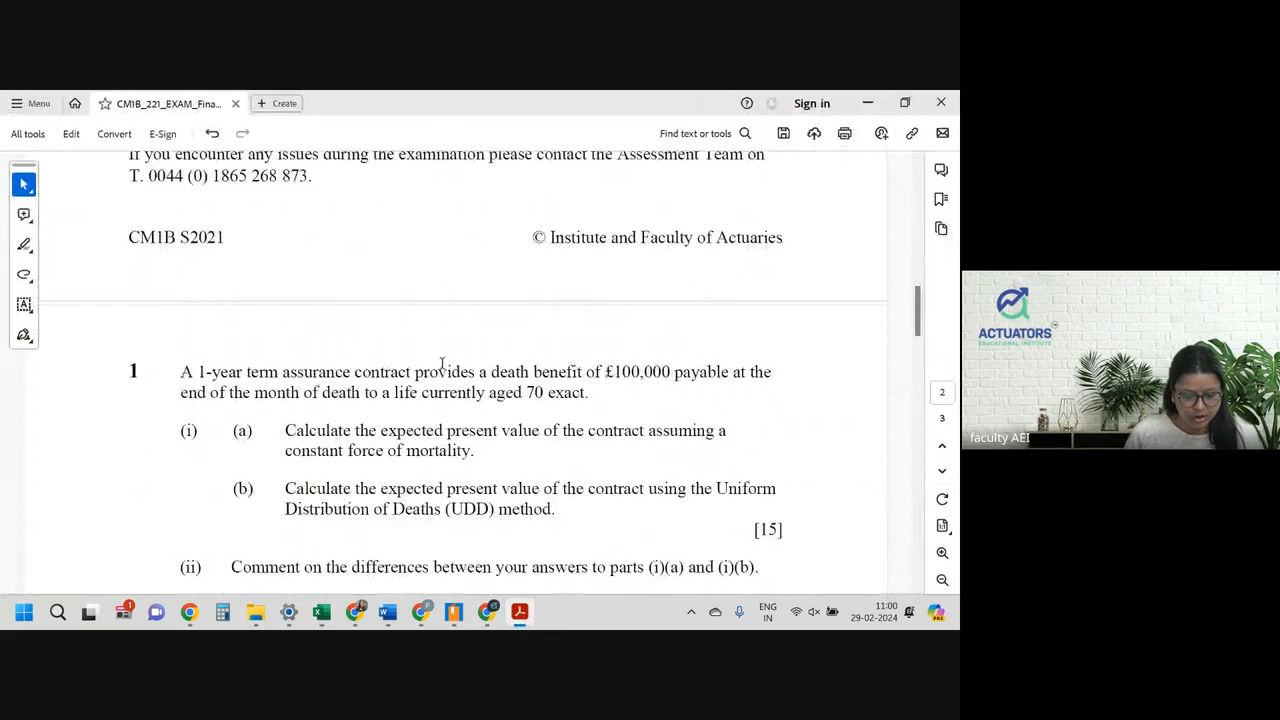 Menu
CM1B_221_EXAM_Fina...
Create
Sign in
All tools
Edit
Convert
E-Sign
Find text or tools
If you encounter any issues during the examination please contact the Assessment Team on
T. 0044 (0) 1865 268 873.
CM1B S2021
© Institute and Faculty of Actuaries
1 A 1-year term assurance contract provides a death benefit of £100,000 payable at the
end of the month of death to a life currently aged 70 exact.
(i) (a) Calculate the expected present value of the contract assuming a
constant force of mortality.
(b) Calculate the expected present value of the contract using the Uniform
Distribution of Deaths (UDD) method.
[15]
(ii) Comment on the differences between your answers to parts (i)(a) and (i)(b).
2
3
ACTUATORS
EDUCATIONAL INSTITUTE
faculty AEI
1
ENG
IN
11:00
29-02-2024
PRE